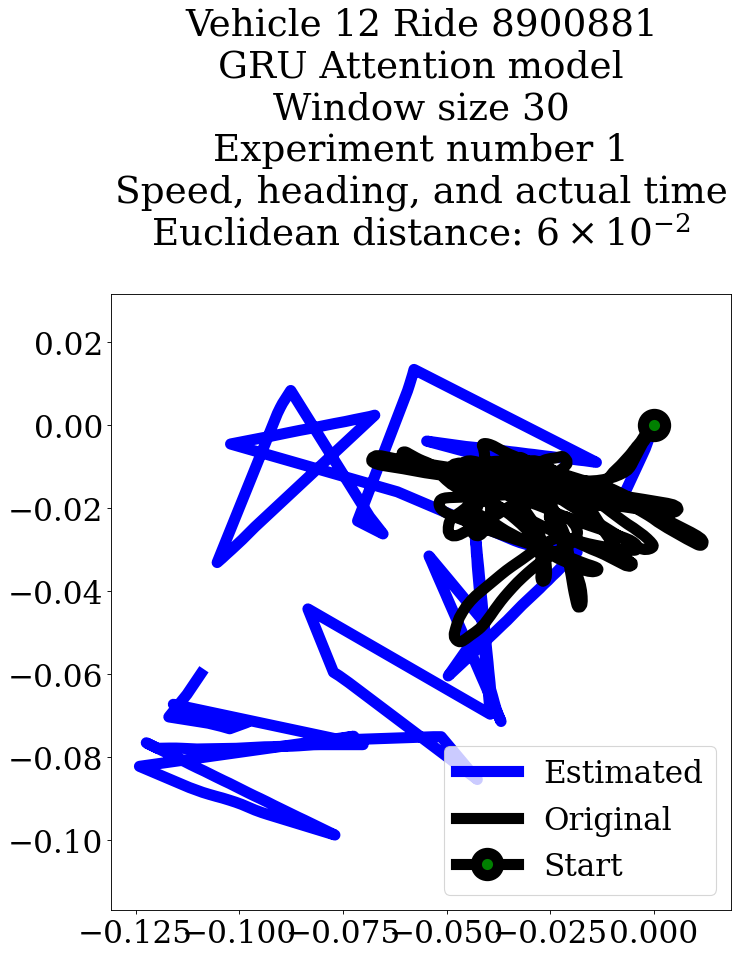 Vehicle 12 Ride 8900881
GRU Attention model
Window size 30
Experiment number 1
Speed, heading, and actual time
Euclidean distance: 6 × 10⁻²
0.02
0.00
−0.02
−0.04
−0.06
−0.08
−0.10
Estimated
Original
Start
−0.125 −0.100 −0.075 −0.050 −0.025 0.000